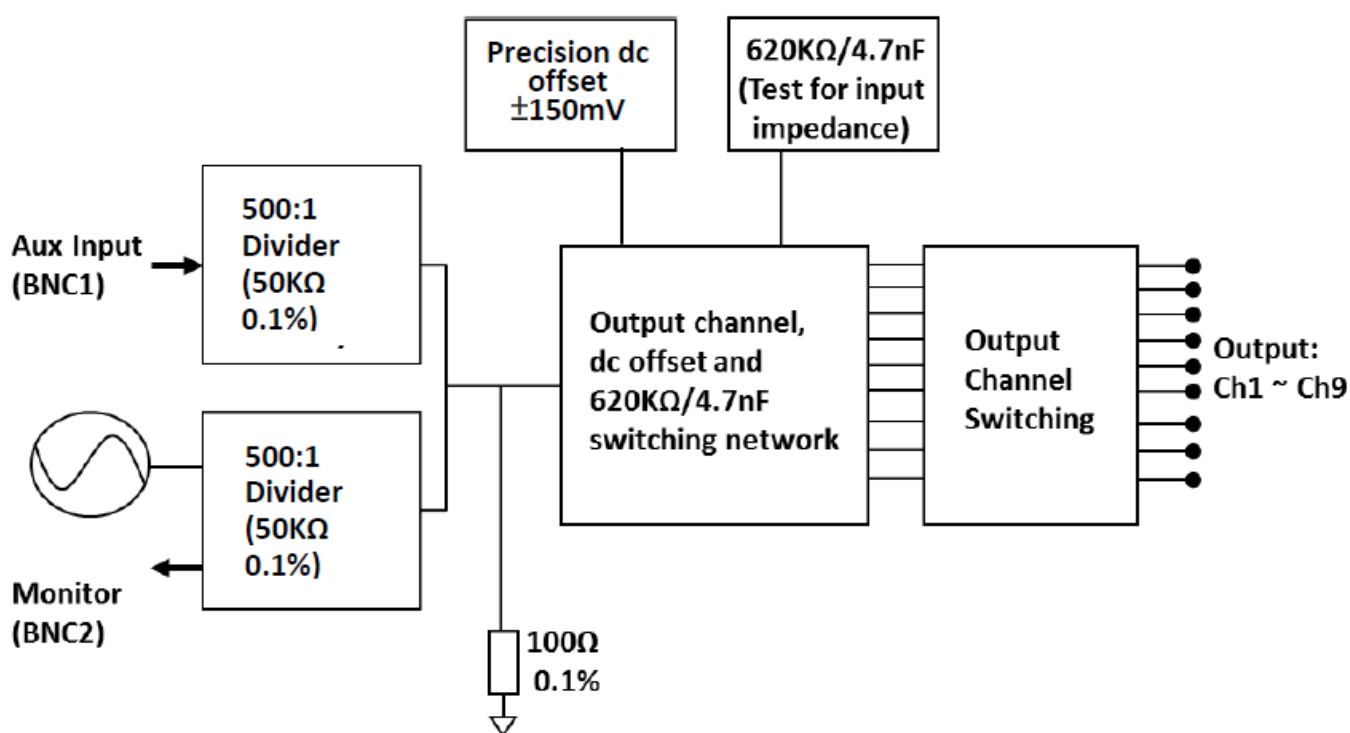 Precision dc
offset
±150mV
620KΩ/4.7nF
(Test for input
impedance)
Aux Input
(BNC1)
500:1
Divider
(50KΩ
0.1%)
500:1
Divider
(50KΩ
0.1%)
Monitor
(BNC2)
100Ω
0.1%
Output channel,
dc offset and
620KΩ/4.7nF
switching network
Output
Channel
Switching
Output:
Ch1 ~ Ch9